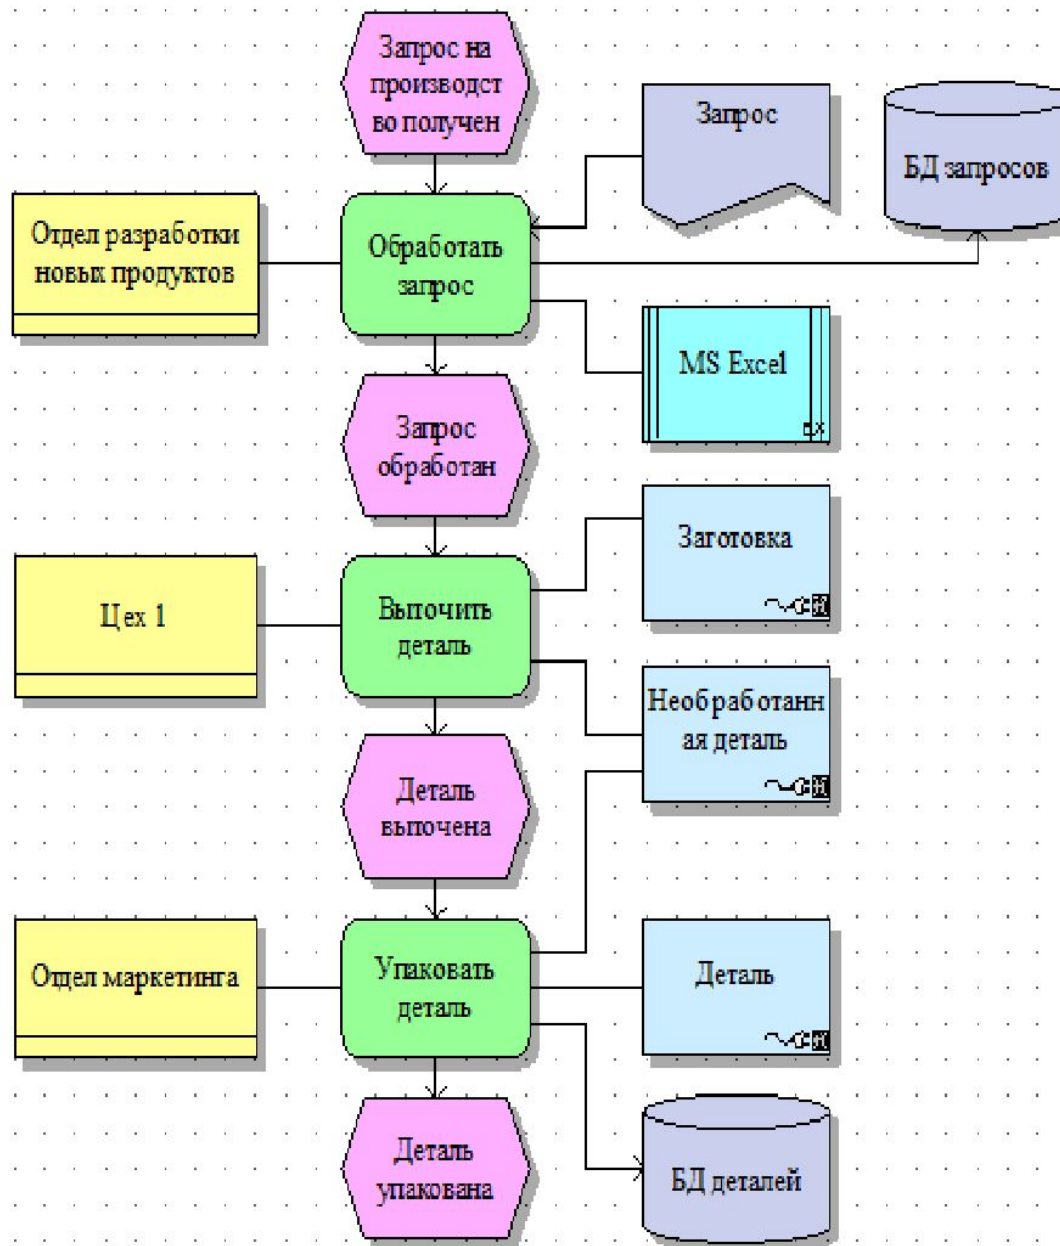 Запрос на
производст
во получен
Запрос
БД запросов
Отдел разработки
новых продуктов
Обработать
запрос
MS Excel
Запрос
обработан
Заготовка
Цех 1
Выточить
деталь
Необработанн
ая деталь
Деталь
выточена
Отдел маркетинга
Упаковать
деталь
Деталь
Деталь
упакована
БД деталей